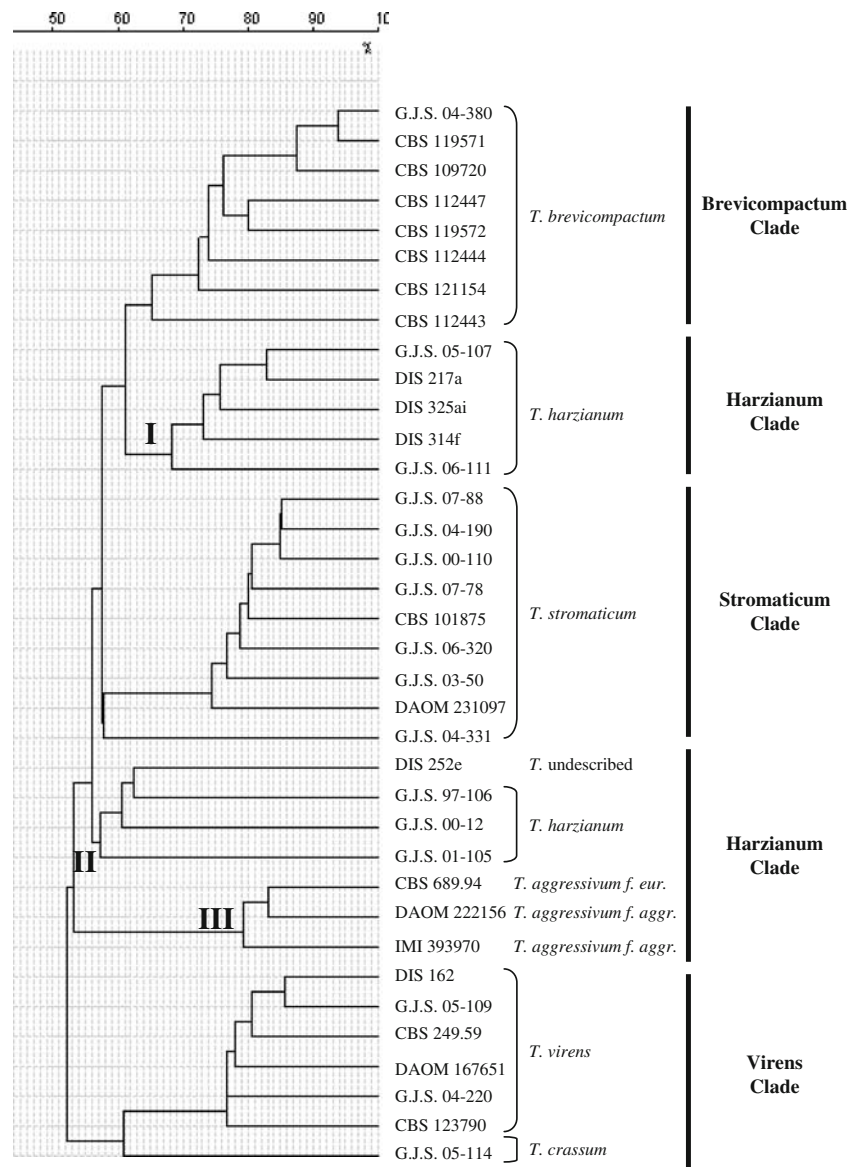 50 60 70 80 90 10
%
G.J.S. 04-380
CBS 119571
CBS 109720
CBS 112447
CBS 119572
CBS 112444
CBS 121154
CBS 112443
T. brevicompactum
Brevicompactum
Clade
G.J.S. 05-107
DIS 217a
DIS 325ai
DIS 314f
G.J.S. 06-111
T. harzianum
Harzianum
Clade
I
G.J.S. 07-88
G.J.S. 04-190
G.J.S. 00-110
G.J.S. 07-78
CBS 101875
G.J.S. 06-320
G.J.S. 03-50
DAOM 231097
G.J.S. 04-331
T. stromaticum
Stromaticum
Clade
DIS 252e T. undescribed
G.J.S. 97-106
G.J.S. 00-12
G.J.S. 01-105
T. harzianum
II
CBS 689.94 T. aggressivum f. eur.
DAOM 222156 T. aggressivum f. aggr.
IMI 393970 T. aggressivum f. aggr.
III
Harzianum
Clade
DIS 162
G.J.S. 05-109
CBS 249.59
DAOM 167651
G.J.S. 04-220
CBS 123790
T. virens
G.J.S. 05-114 T. crassum
Virens
Clade